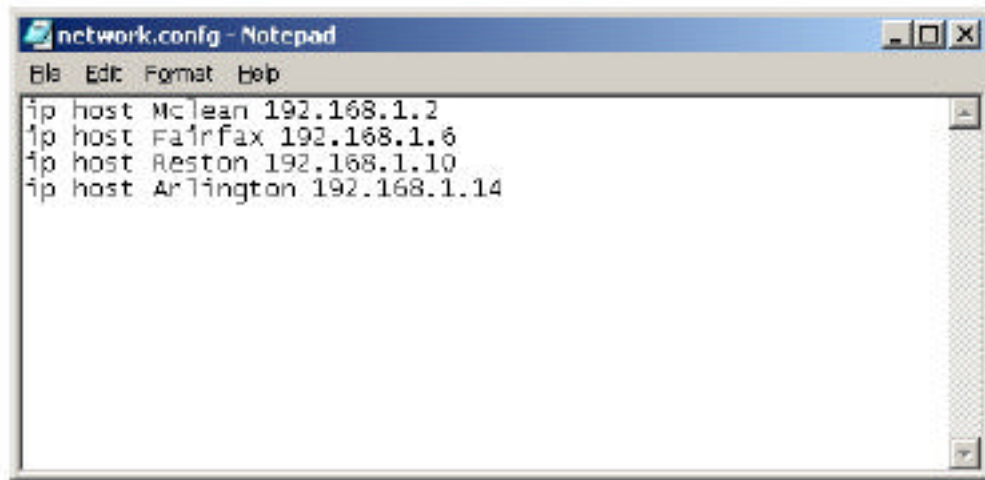 network.confg - Notepad
File Edit Format Help
ip host Mclean 192.168.1.2
ip host Fairfax 192.168.1.6
ip host Reston 192.168.1.10
ip host Arlington 192.168.1.14